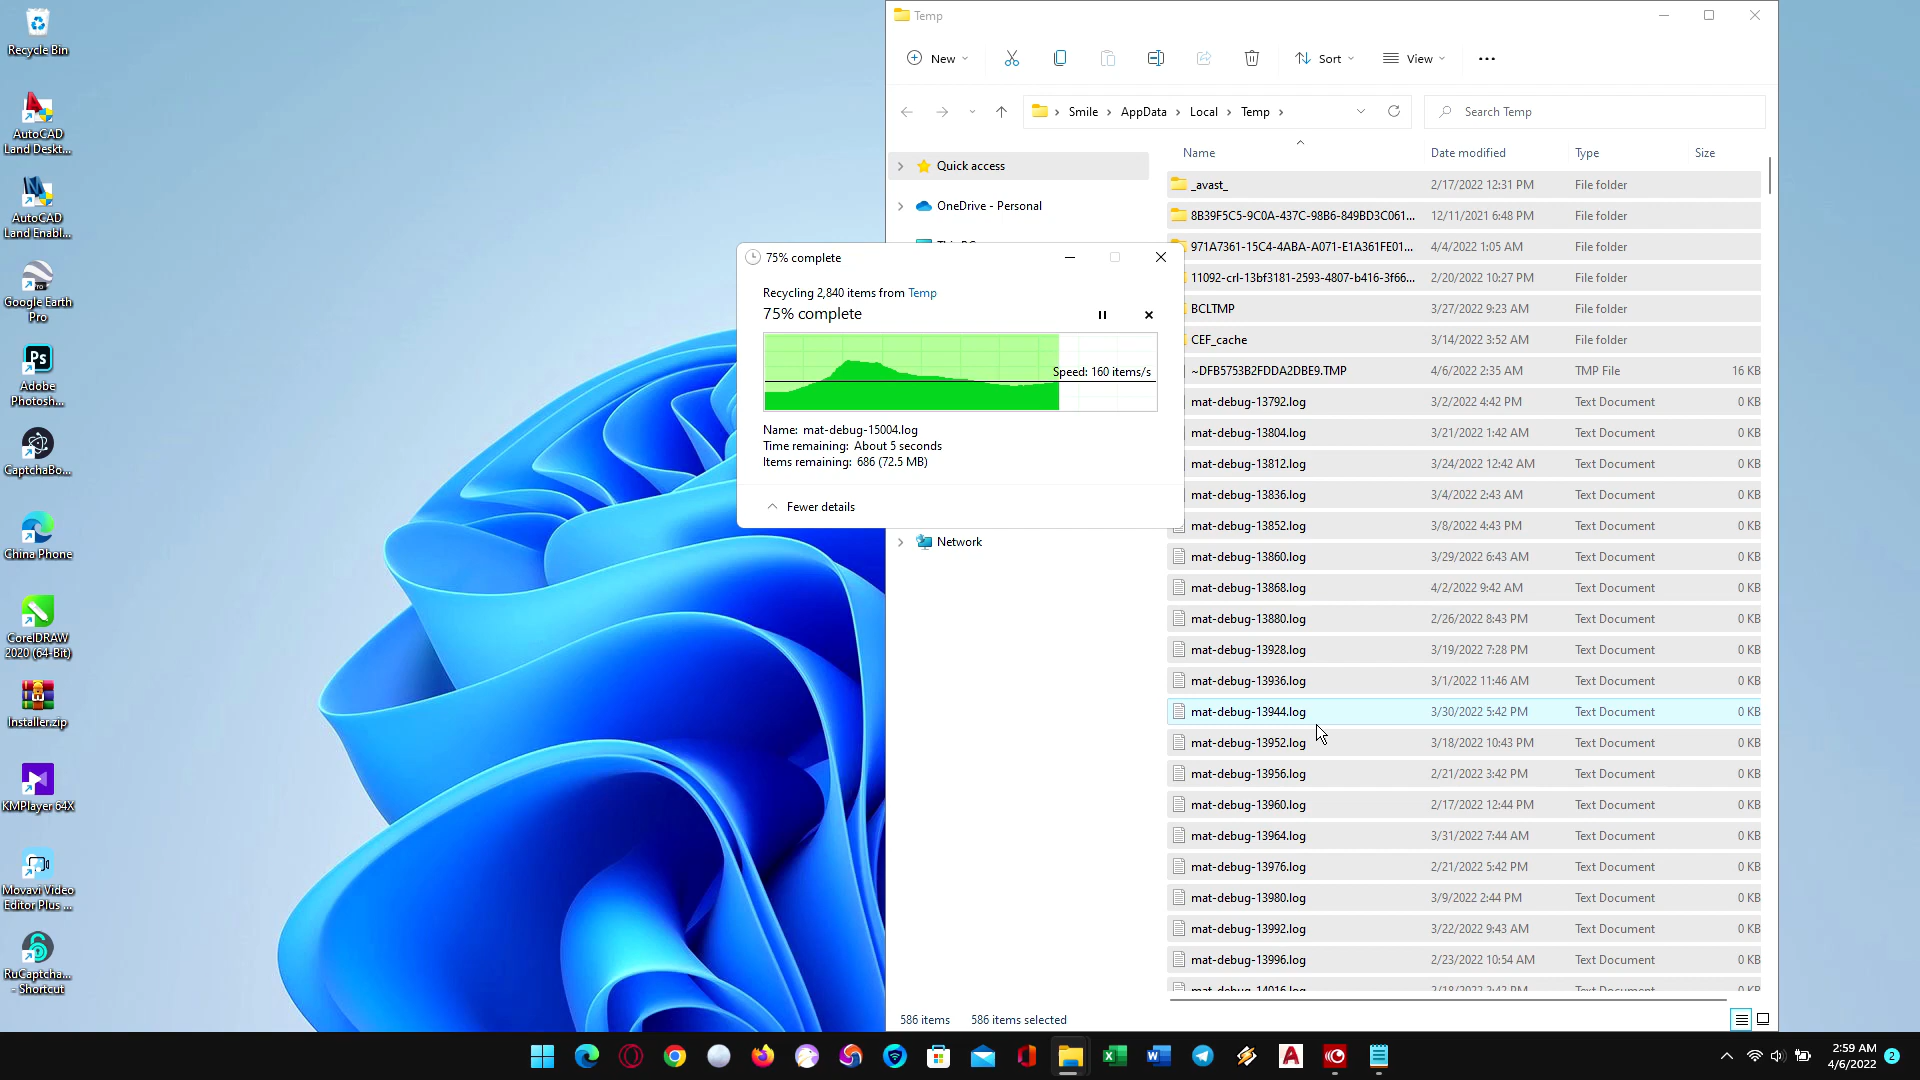 Recycle Bin
AutoCAD
Land Deskt...
AutoCAD
Land Enabl...
Google Earth
Pro
Adobe
Photosh...
CaptchaBo...
China Phone
CorelDRAW
2020 (64-Bit)
Installer.zip
KMPlayer 64X
Movavi Video
Editor Plus ...
RuCaptcha...
- Shortcut
Temp
New
Sort
View
Smile
AppData
Local
Temp
Search Temp
Quick access
OneDrive - Personal
Network
Name Date modified Type Size
_avast_ 2/17/2022 12:31 PM File folder
8B39F5C5-9C0A-437C-98B6-849BD3C061... 12/11/2021 6:48 PM File folder
971A7361-15C4-4ABA-A071-E1A361FE01... 4/4/2022 1:05 AM File folder
11092-crl-13bf3181-2593-4807-b416-3f66... 2/20/2022 10:27 PM File folder
BCLTMP 3/27/2022 9:23 AM File folder
CEF_cache 3/14/2022 3:52 AM File folder
~DFB5753B2FDDA2DBE9.TMP 4/6/2022 2:35 AM TMP File 16 KB
mat-debug-13792.log 3/2/2022 4:42 PM Text Document 0 KB
mat-debug-13804.log 3/21/2022 1:42 AM Text Document 0 KB
mat-debug-13812.log 3/24/2022 12:42 AM Text Document 0 KB
mat-debug-13836.log 3/4/2022 2:43 AM Text Document 0 KB
mat-debug-13852.log 3/8/2022 4:43 PM Text Document 0 KB
mat-debug-13860.log 3/29/2022 6:43 AM Text Document 0 KB
mat-debug-13868.log 4/2/2022 9:42 AM Text Document 0 KB
mat-debug-13880.log 2/26/2022 8:43 PM Text Document 0 KB
mat-debug-13928.log 3/19/2022 7:28 PM Text Document 0 KB
mat-debug-13936.log 3/1/2022 11:46 AM Text Document 0 KB
mat-debug-13944.log 3/30/2022 5:42 PM Text Document 0 KB
mat-debug-13952.log 3/18/2022 10:43 PM Text Document 0 KB
mat-debug-13956.log 2/21/2022 3:42 PM Text Document 0 KB
mat-debug-13960.log 2/17/2022 12:44 PM Text Document 0 KB
mat-debug-13964.log 3/31/2022 7:44 AM Text Document 0 KB
mat-debug-13976.log 2/21/2022 5:42 PM Text Document 0 KB
mat-debug-13980.log 3/9/2022 2:44 PM Text Document 0 KB
mat-debug-13992.log 3/22/2022 9:43 AM Text Document 0 KB
mat-debug-13996.log 2/23/2022 10:54 AM Text Document 0 KB
586 items 586 items selected
75% complete
Recycling 2,840 items from Temp
75% complete
Speed: 160 items/s
Name: mat-debug-15004.log
Time remaining: About 5 seconds
Items remaining: 686 (72.5 MB)
Fewer details
2:59 AM
4/6/2022
2